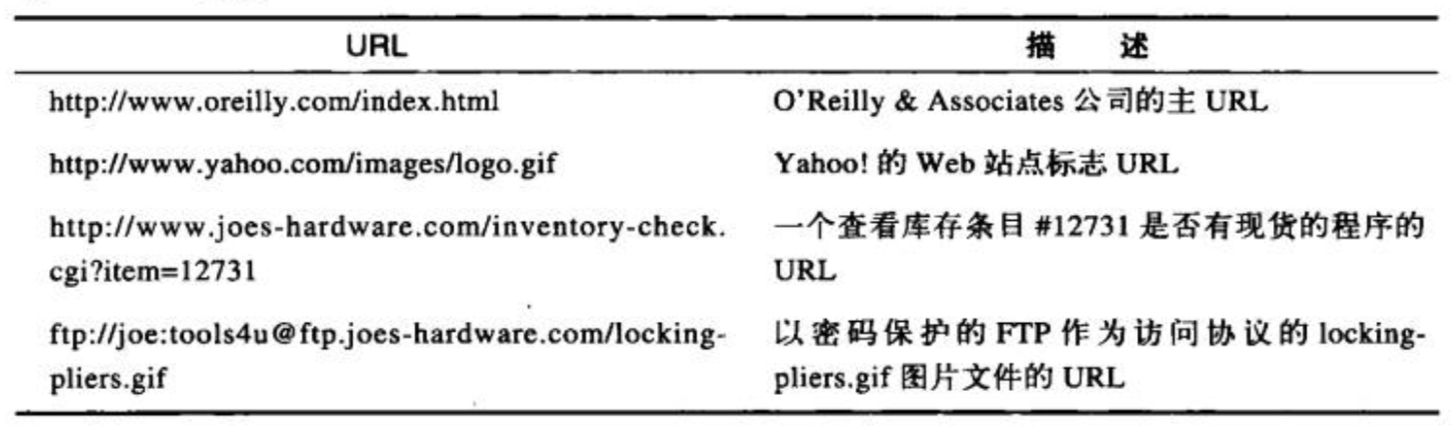 URL 描 述
http://www.oreilly.com/index.html O'Reilly & Associates 公司的主 URL
http://www.yahoo.com/images/logo.gif Yahoo! 的 Web 站点标志 URL
http://www.joes-hardware.com/inventory-check. 一个查看库存条目 #12731 是否有现货的程序的
cgi?item=12731 URL
ftp://joe:tools4u@ftp.joes-hardware.com/locking- 以密码保护的 FTP 作为访问协议的 locking-
pliers.gif pliers.gif 图片文件的 URL